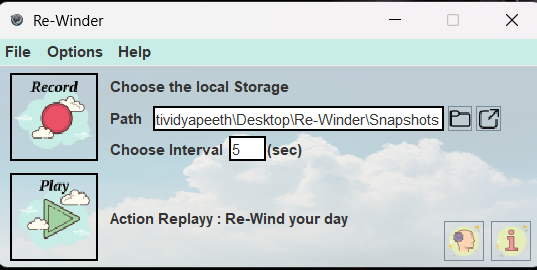 Re-Winder
File Options Help
Record
Choose the local Storage
Path tividyapeeth\Desktop\Re-Winder\Snapshots
Choose Interval 5 (sec)
Play
Action Replayy : Re-Wind your day